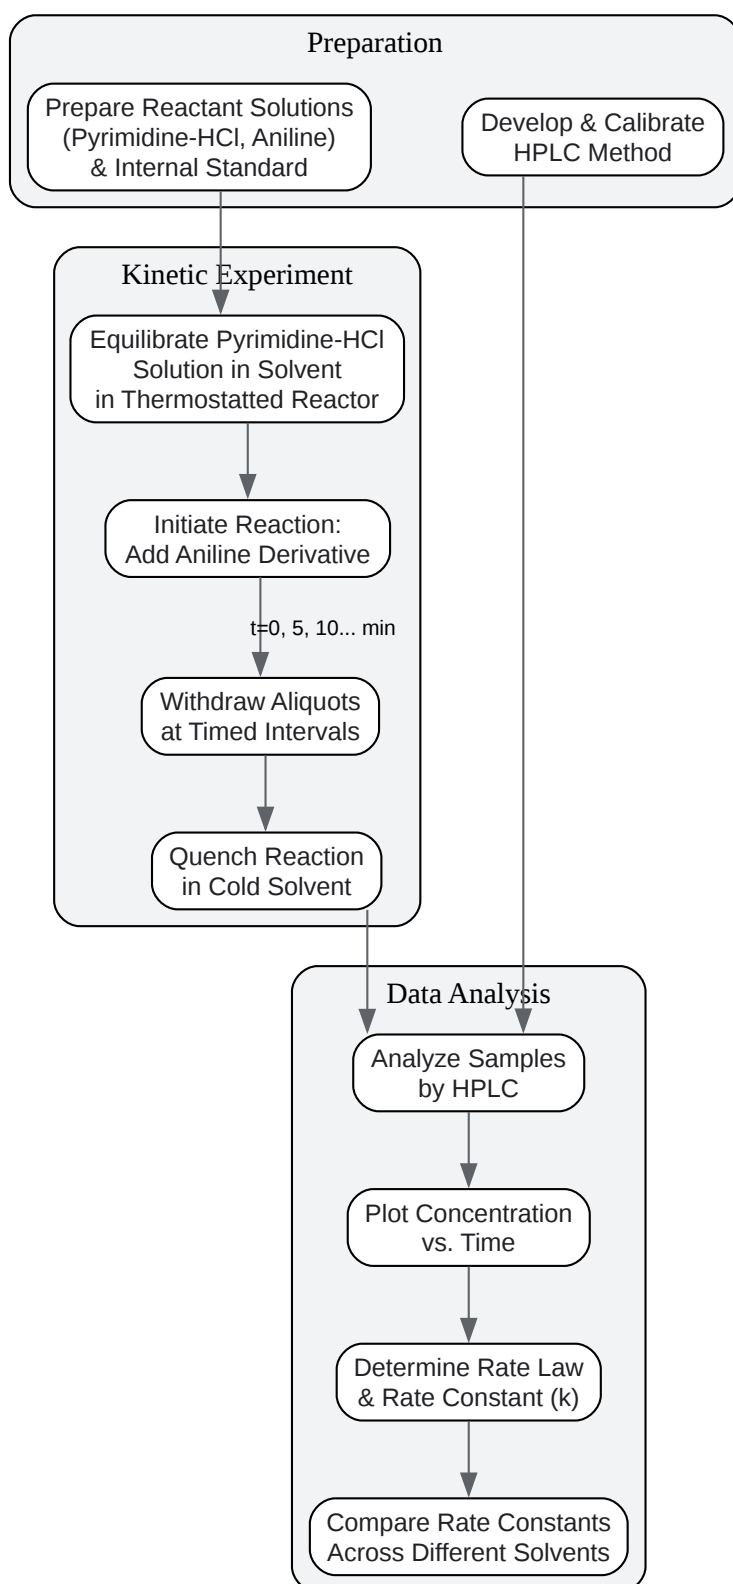 Preparation
Prepare Reactant Solutions
(Pyrimidine-HCl, Aniline)
& Internal Standard
Develop & Calibrate
HPLC Method
Kinetic Experiment
Equilibrate Pyrimidine-HCl
Solution in Solvent
in Thermostatted Reactor
Initiate Reaction:
Add Aniline Derivative
t=0, 5, 10... min
Withdraw Aliquots
at Timed Intervals
Quench Reaction
in Cold Solvent
Data Analysis
Analyze Samples
by HPLC
Plot Concentration
vs. Time
Determine Rate Law
& Rate Constant (k)
Compare Rate Constants
Across Different Solvents